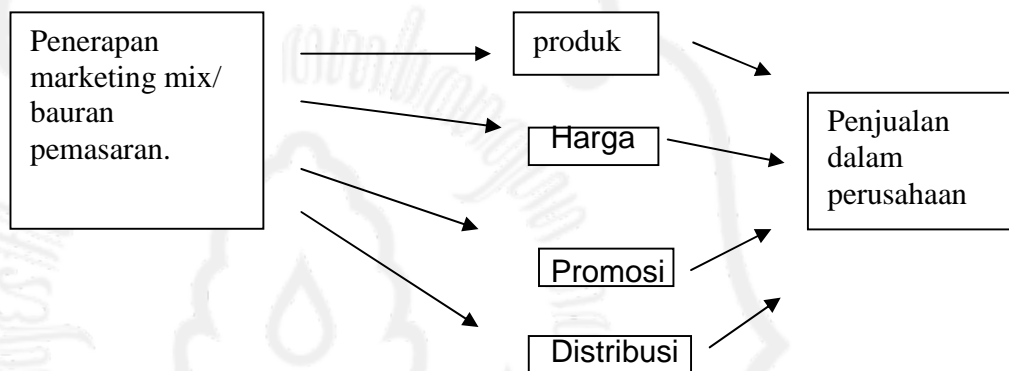 Penerapan
marketing mix/
bauran
pemasaran.
produk
Harga
Promosi
Distribusi
Penjualan
dalam
perusahaan